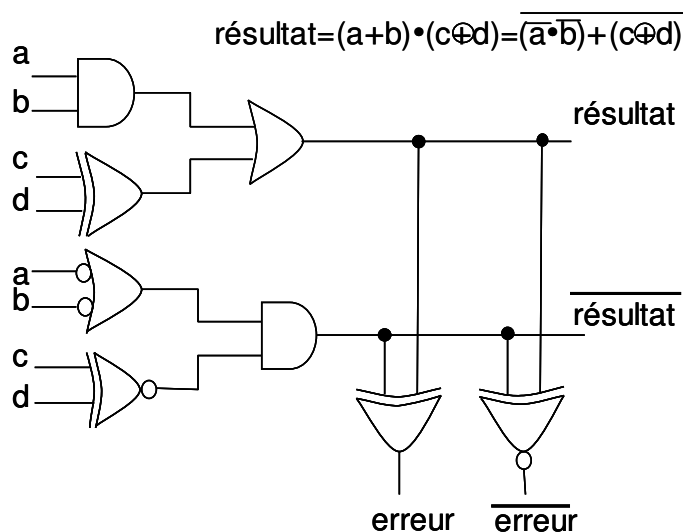 résultat=(a+b)•(c⊕d)=(a̅•b̅)+(c⊕d)
a
b
résultat
c
d
a
b
résultat
c
d
erreur
erreur